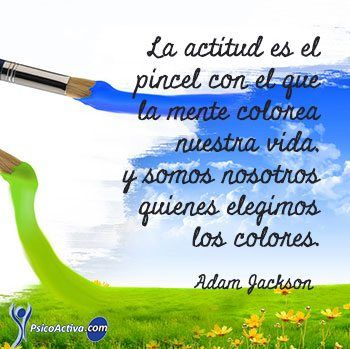 La actitud es el
pincel con el que
la mente colorea
nuestra vida,
y somos nosotros
quienes elegimos
los colores.
Adam Jackson
PsicoActiva.com